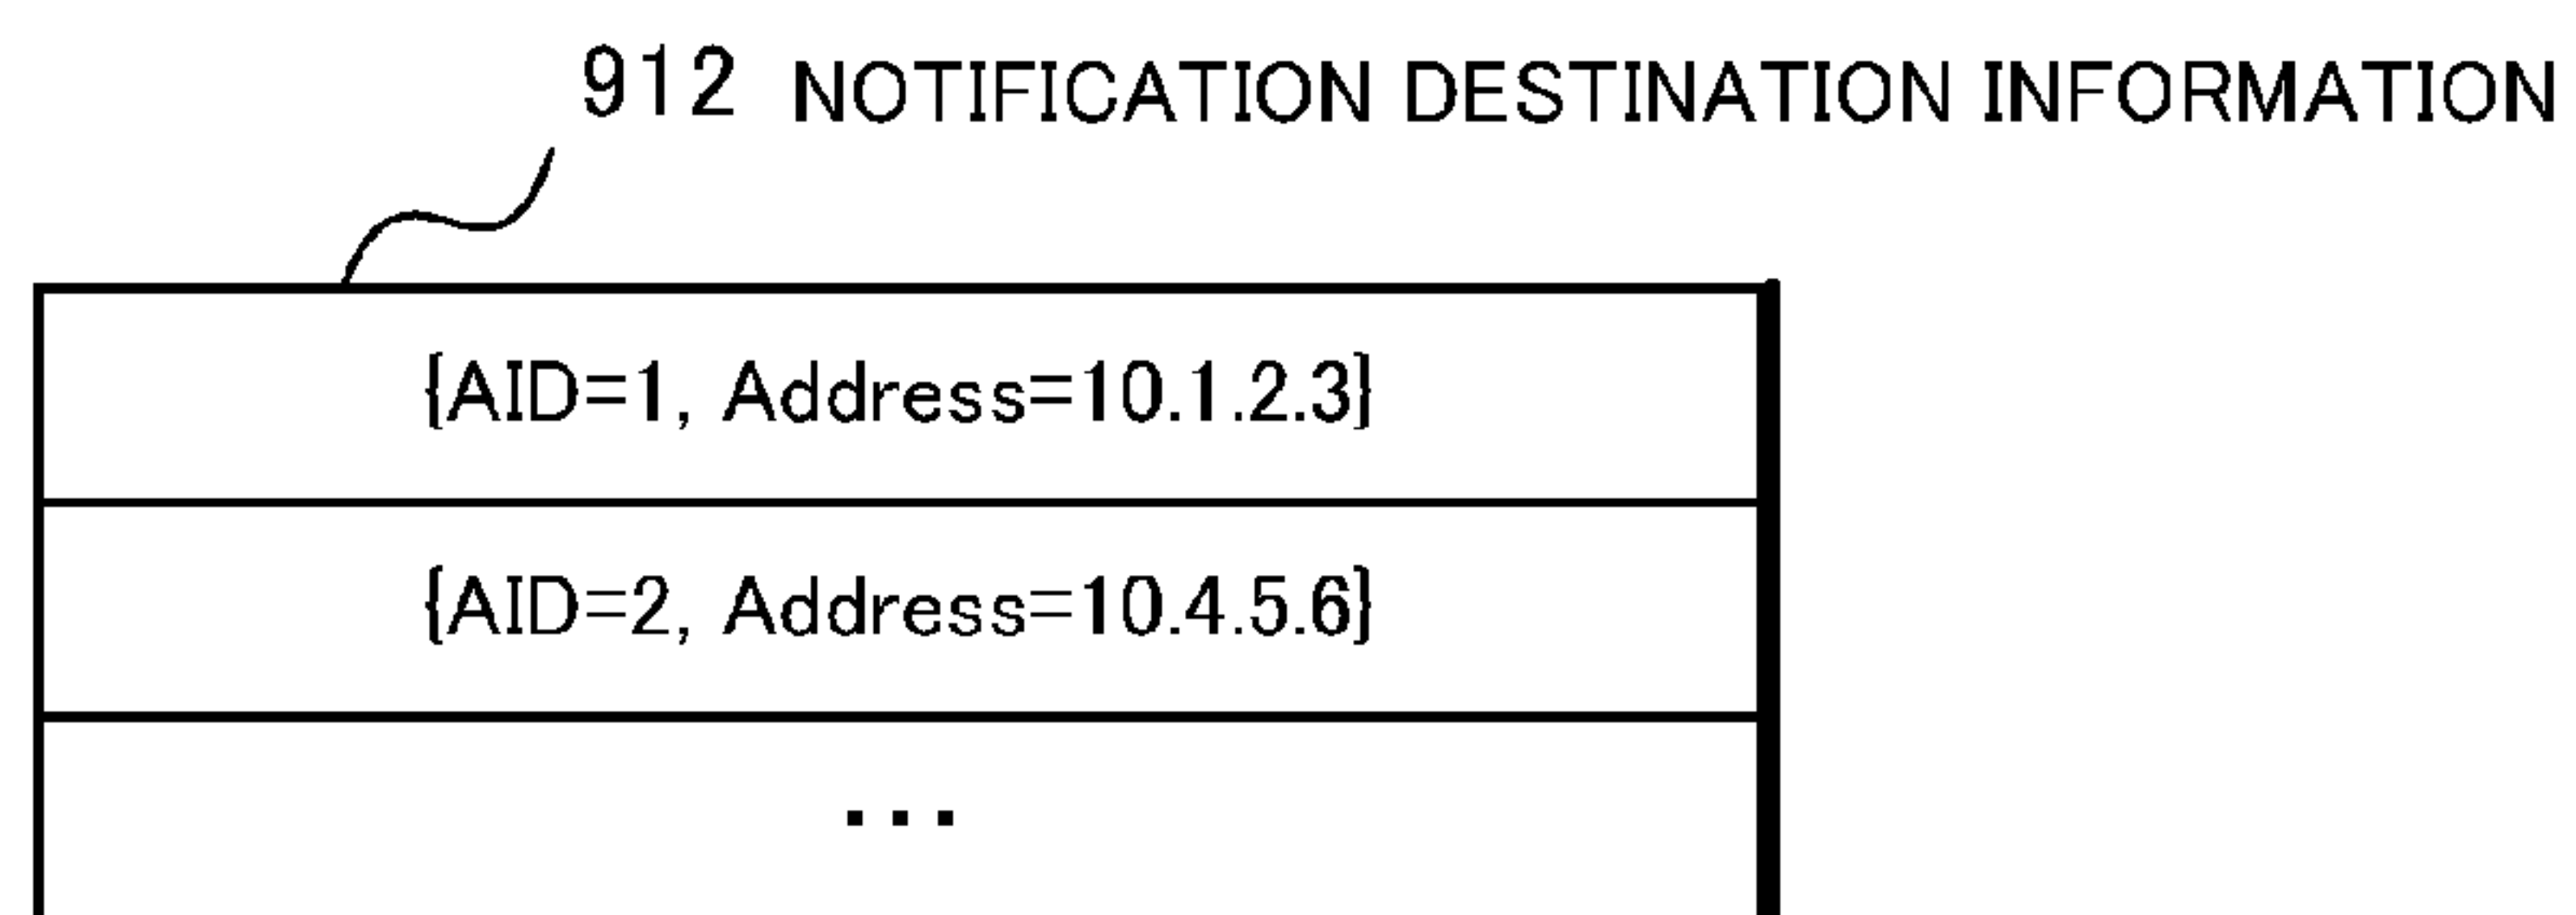 912 NOTIFICATION DESTINATION INFORMATION
{AID=1, Address=10.1.2.3}
{AID=2, Address=10.4.5.6}
...